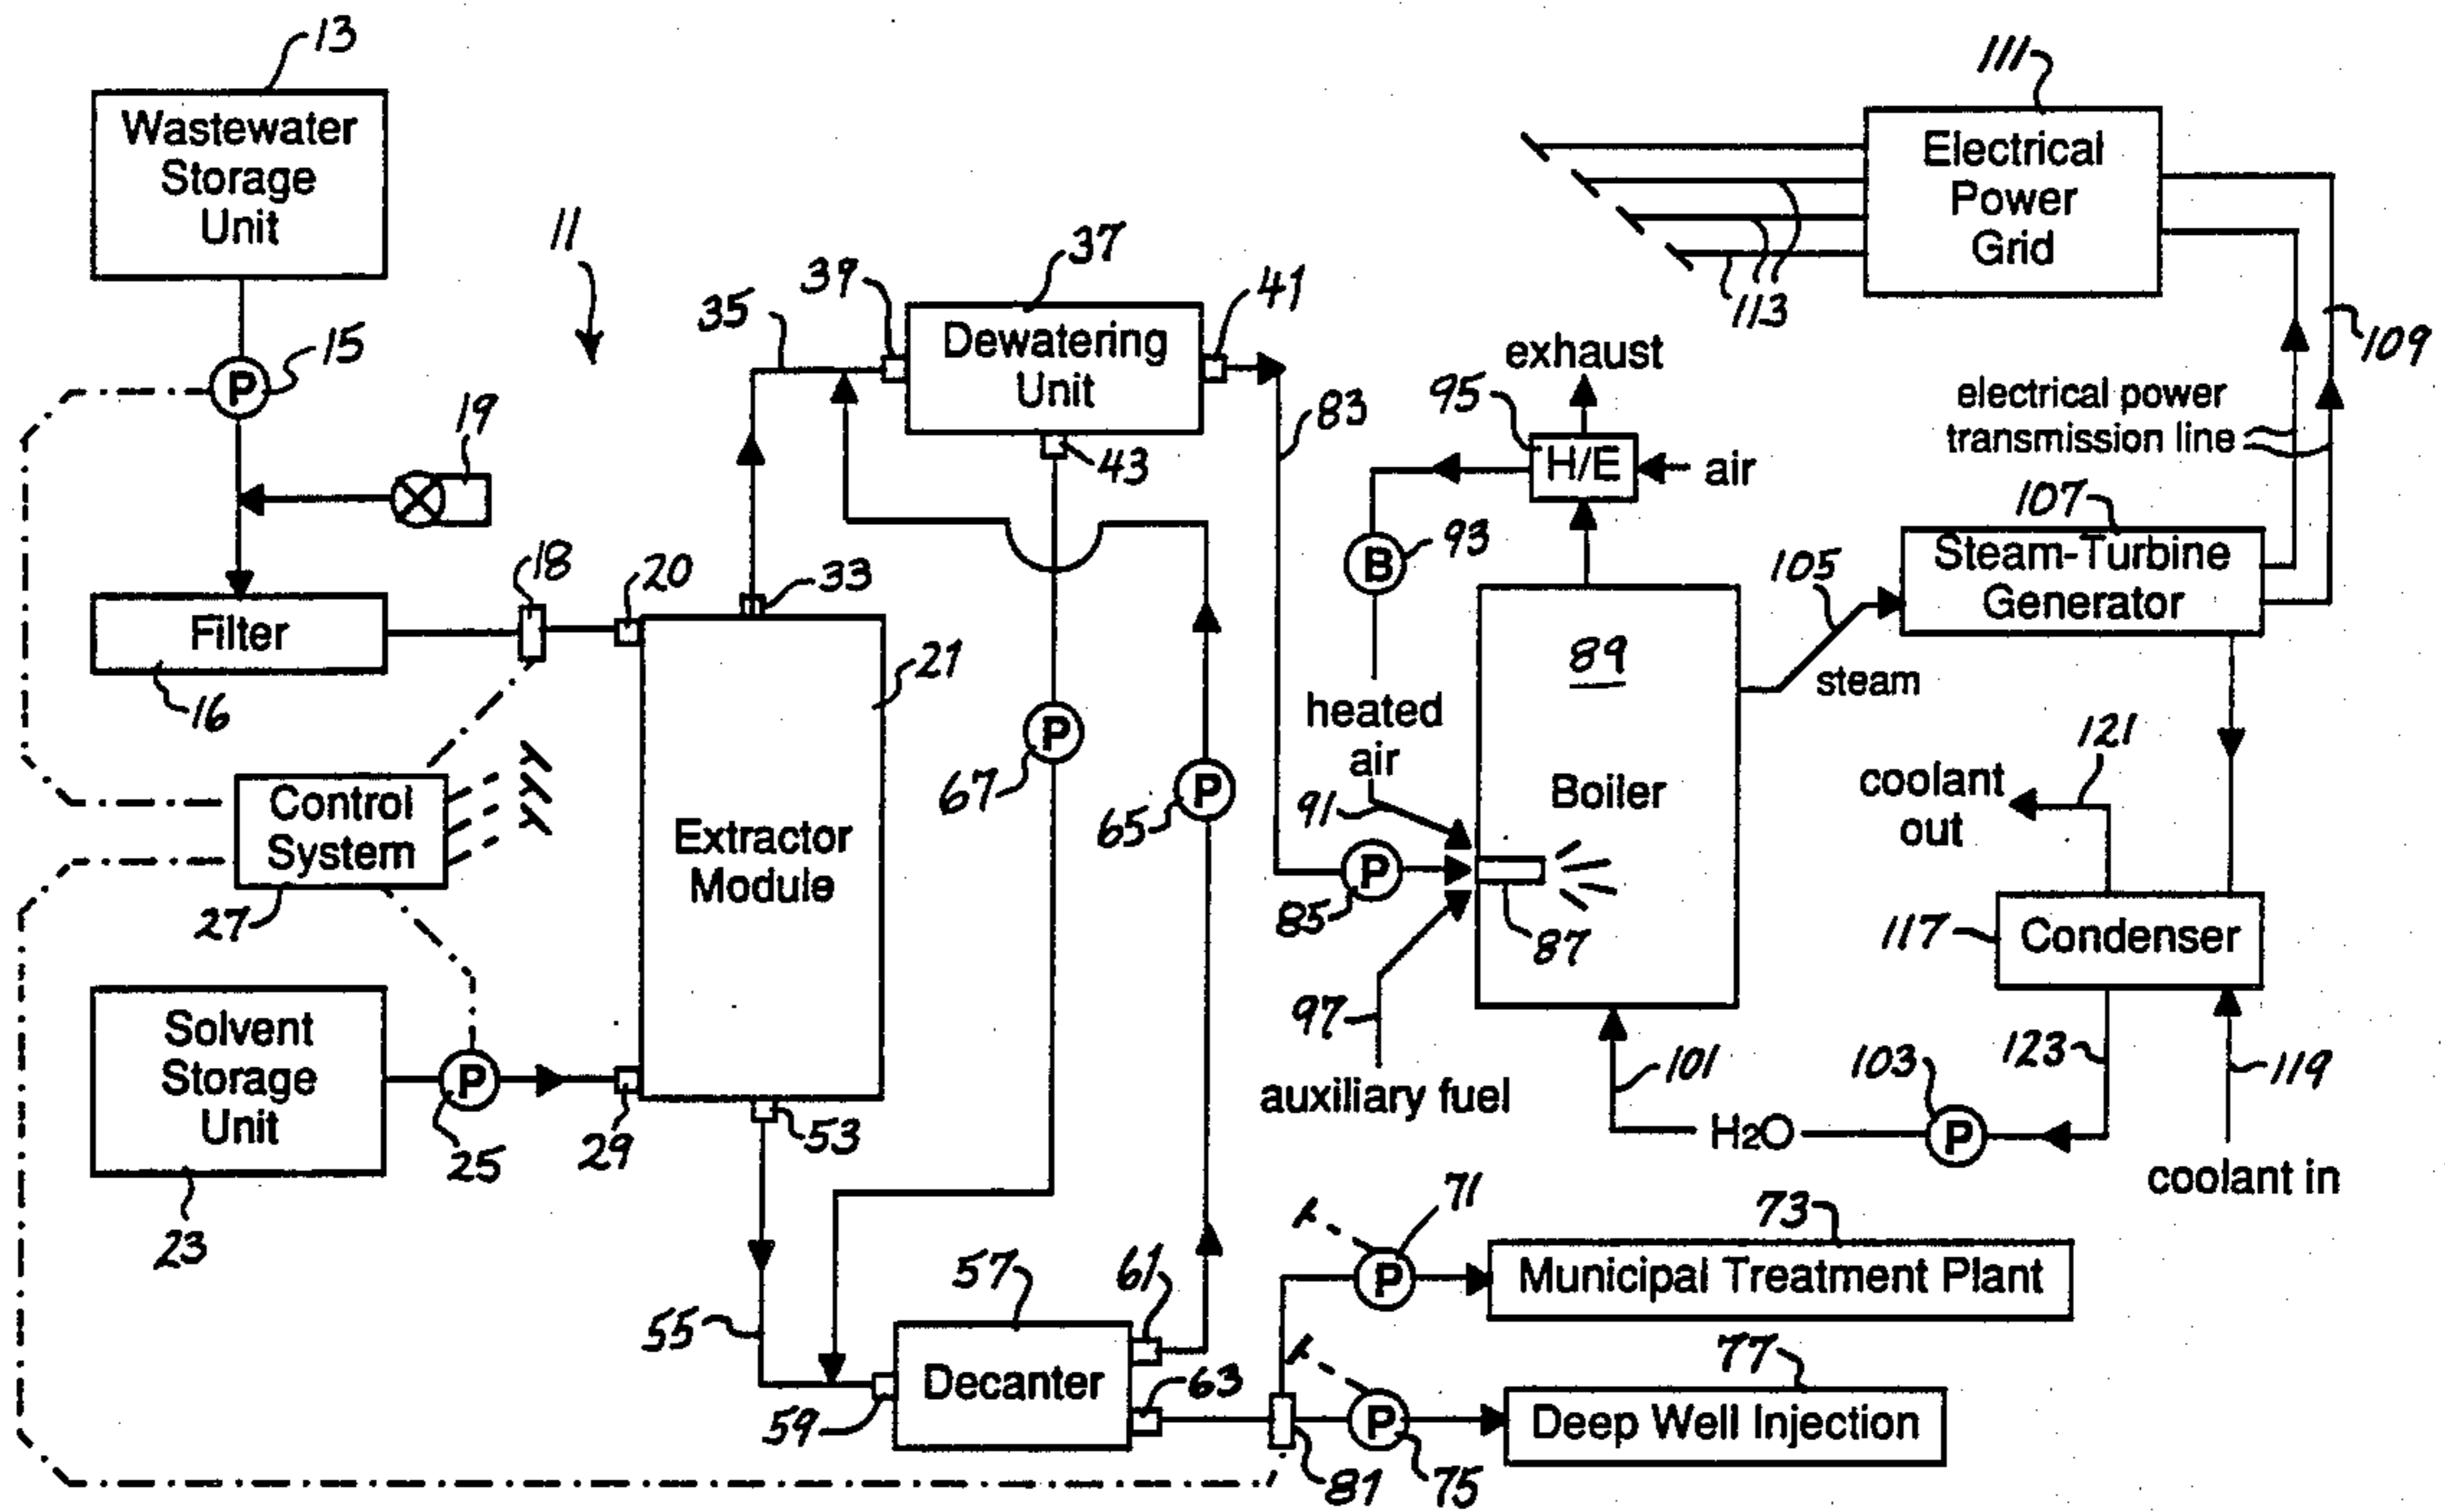 13
Wastewater
Storage
Unit
11
P
15
19
Filter
16
18
20
33
21
Control
System
27
Extractor
Module
Solvent
Storage
Unit
23
P
25
29
53
55
35
39
37
Dewatering
Unit
41
43
83
P
67
P
65
57
Decanter
59
61
63
81
P
71
73
Municipal Treatment Plant
P
75
77
Deep Well Injection
111
Electrical
Power
Grid
113
109
electrical power
transmission line
exhaust
95
H/E
air
B
93
heated
air
91
P
85
87
97
auxiliary fuel
89
Boiler
105
steam
107
Steam-Turbine
Generator
121
coolant
out
117
Condenser
123
119
coolant in
103
P
H2O
101